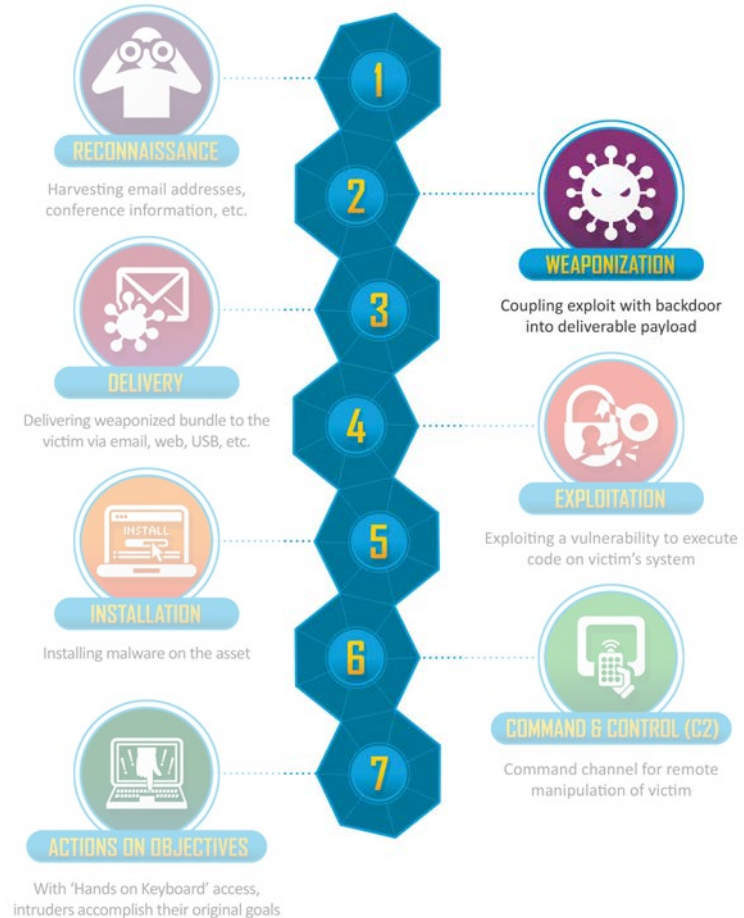 1
RECONNAISSANCE
Harvesting email addresses,
conference information, etc.
2
WEAPONIZATION
Coupling exploit with backdoor
into deliverable payload
3
DELIVERY
Delivering weaponized bundle to the
victim via email, web, USB, etc.
4
EXPLOITATION
Exploiting a vulnerability to execute
code on victim's system
5
INSTALL
INSTALLATION
Installing malware on the asset
6
COMMAND & CONTROL (C2)
Command channel for remote
manipulation of victim
7
ACTIONS ON OBJECTIVES
With 'Hands on Keyboard' access,
intruders accomplish their original goals